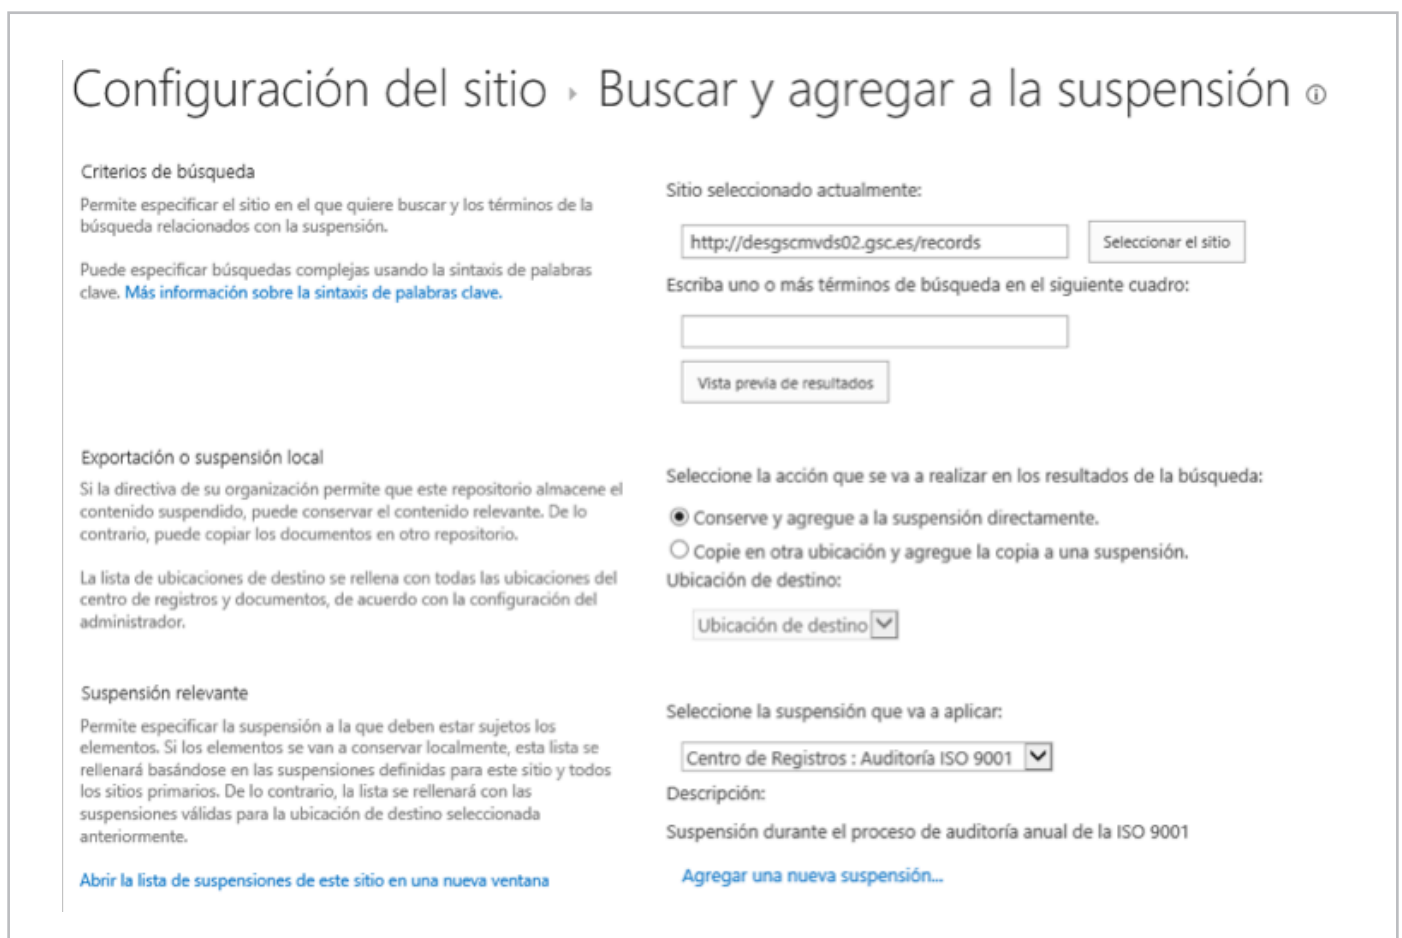 Configuración del sitio ▸ Buscar y agregar a la suspensión ⓘ
Criterios de búsqueda
Permite especificar el sitio en el que quiere buscar y los términos de la
búsqueda relacionados con la suspensión.
Puede especificar búsquedas complejas usando la sintaxis de palabras
clave. Más información sobre la sintaxis de palabras clave.
Sitio seleccionado actualmente:
http://desgscmvds02.gsc.es/records
Seleccionar el sitio
Escriba uno o más términos de búsqueda en el siguiente cuadro:
Vista previa de resultados
Exportación o suspensión local
Si la directiva de su organización permite que este repositorio almacene el
contenido suspendido, puede conservar el contenido relevante. De lo
contrario, puede copiar los documentos en otro repositorio.
La lista de ubicaciones de destino se rellena con todas las ubicaciones del
centro de registros y documentos, de acuerdo con la configuración del
administrador.
Seleccione la acción que se va a realizar en los resultados de la búsqueda:
Conserve y agregue a la suspensión directamente.
Copie en otra ubicación y agregue la copia a una suspensión.
Ubicación de destino:
Ubicación de destino
Suspensión relevante
Permite especificar la suspensión a la que deben estar sujetos los
elementos. Si los elementos se van a conservar localmente, esta lista se
rellenará basándose en las suspensiones definidas para este sitio y todos
los sitios primarios. De lo contrario, la lista se rellenará con las
suspensiones válidas para la ubicación de destino seleccionada
anteriormente.
Abrir la lista de suspensiones de este sitio en una nueva ventana
Seleccione la suspensión que va a aplicar:
Centro de Registros : Auditoría ISO 9001
Descripción:
Suspensión durante el proceso de auditoría anual de la ISO 9001
Agregar una nueva suspensión...